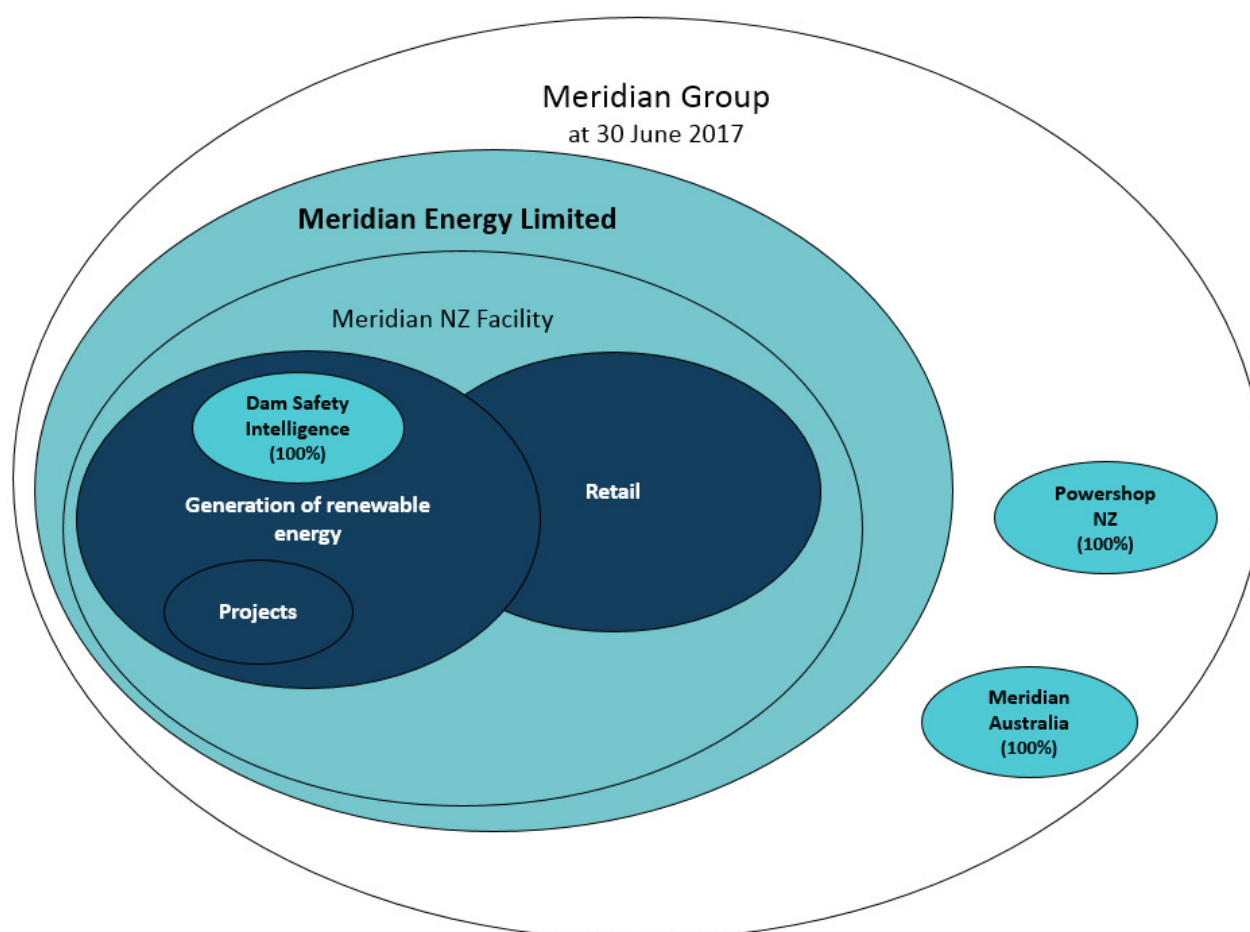 Meridian Group
at 30 June 2017
Meridian Energy Limited
Meridian NZ Facility
Dam Safety
Intelligence
(100%)
Generation of renewable
energy
Projects
Retail
Powershop
NZ
(100%)
Meridian
Australia
(100%)